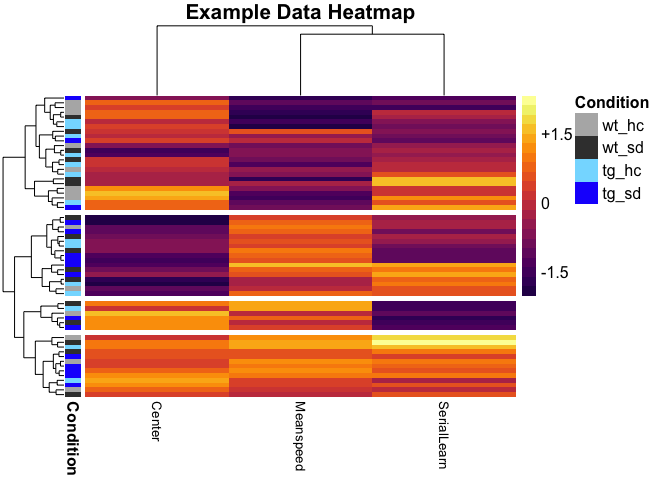 Example Data Heatmap
+1.5
0
-1.5
Condition
wt_hc
wt_sd
tg_hc
tg_sd
Condition
Center
Meanspeed
SerialLearn